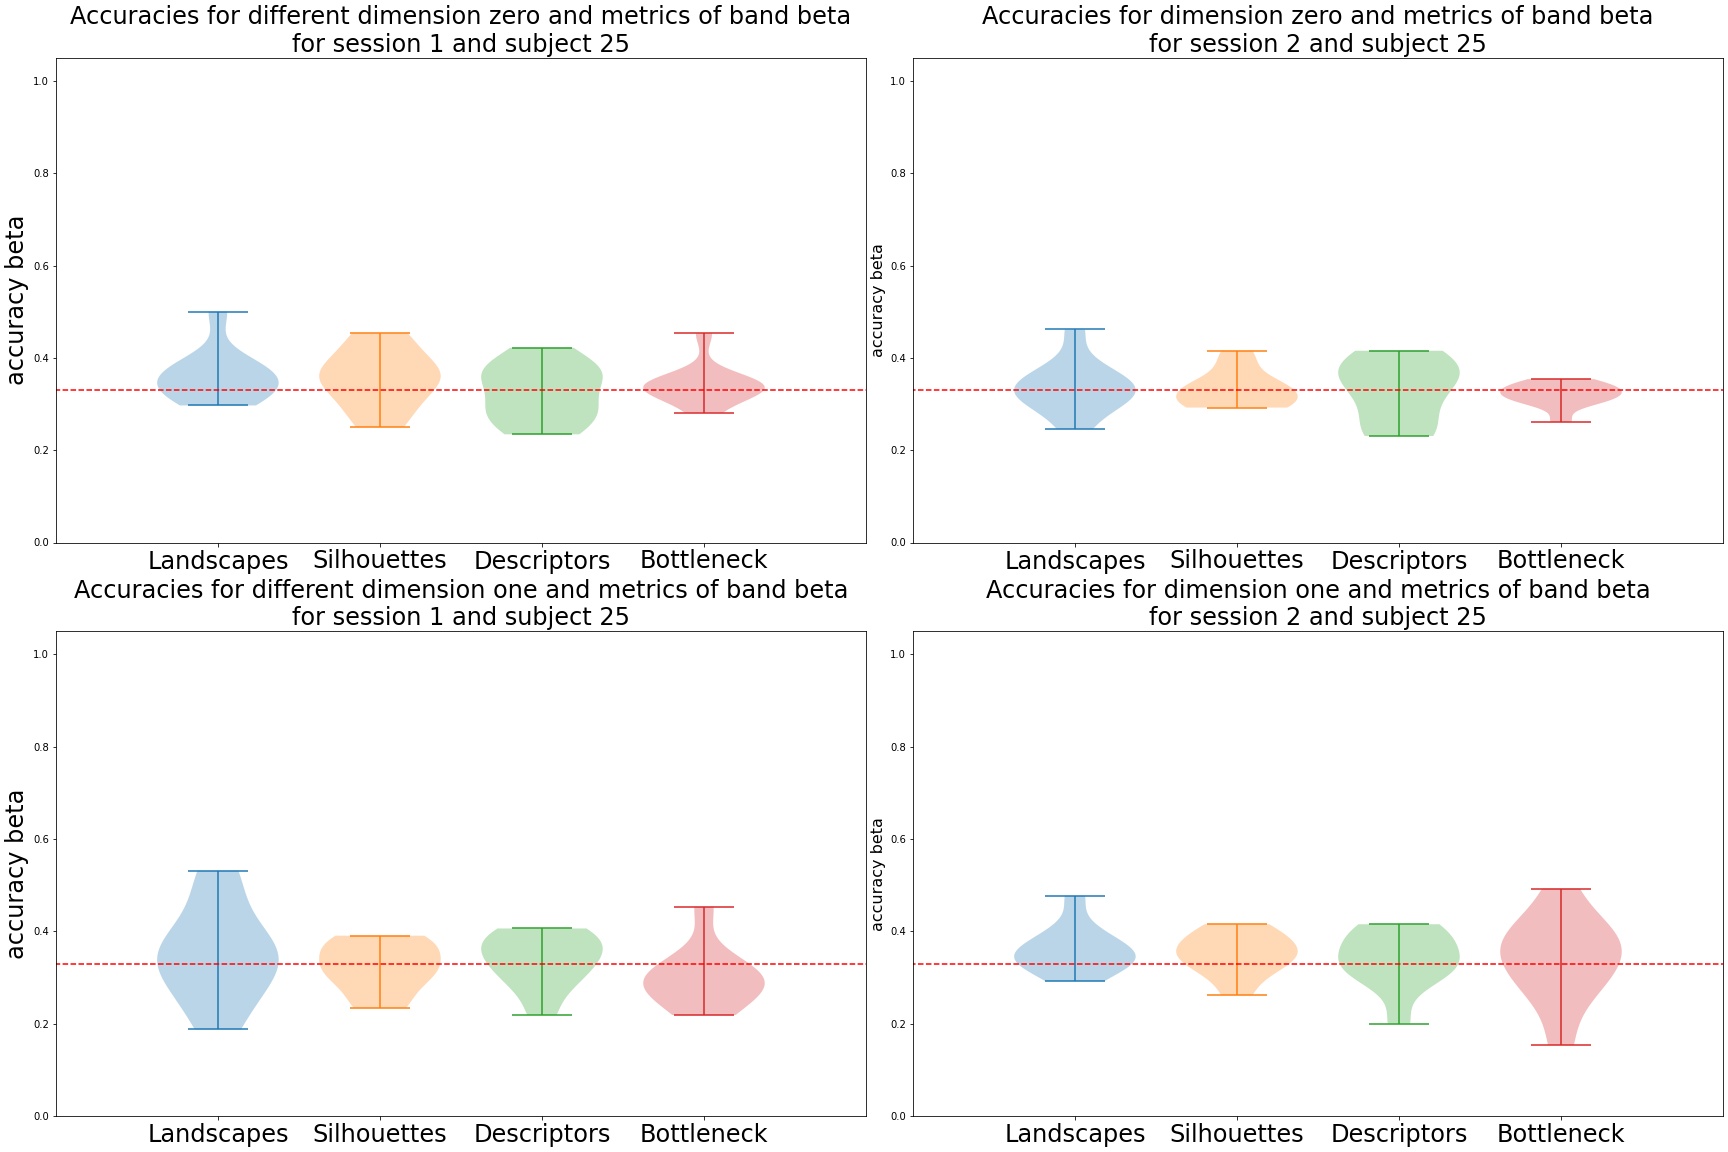 Accuracies for different dimension zero and metrics of band beta
for session 1 and subject 25
accuracy beta
1.0
0.8
0.6
0.4
0.2
0.0
Landscapes Silhouettes Descriptors Bottleneck
Accuracies for dimension zero and metrics of band beta
for session 2 and subject 25
accuracy beta
1.0
0.8
0.6
0.4
0.2
0.0
Landscapes Silhouettes Descriptors Bottleneck
Accuracies for different dimension one and metrics of band beta
for session 1 and subject 25
accuracy beta
1.0
0.8
0.6
0.4
0.2
0.0
Landscapes Silhouettes Descriptors Bottleneck
Accuracies for dimension one and metrics of band beta
for session 2 and subject 25
accuracy beta
1.0
0.8
0.6
0.4
0.2
0.0
Landscapes Silhouettes Descriptors Bottleneck